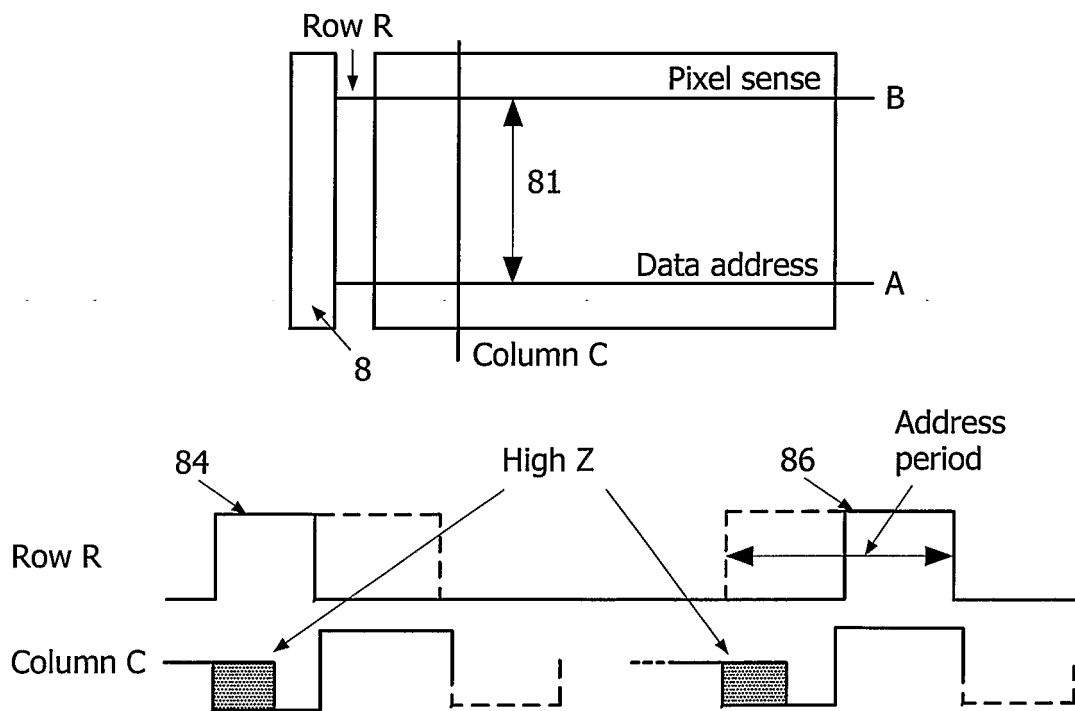 Row R
Pixel sense
B
81
Data address
A
8
Column C
84
High Z
86
Address
period
Row R
Column C